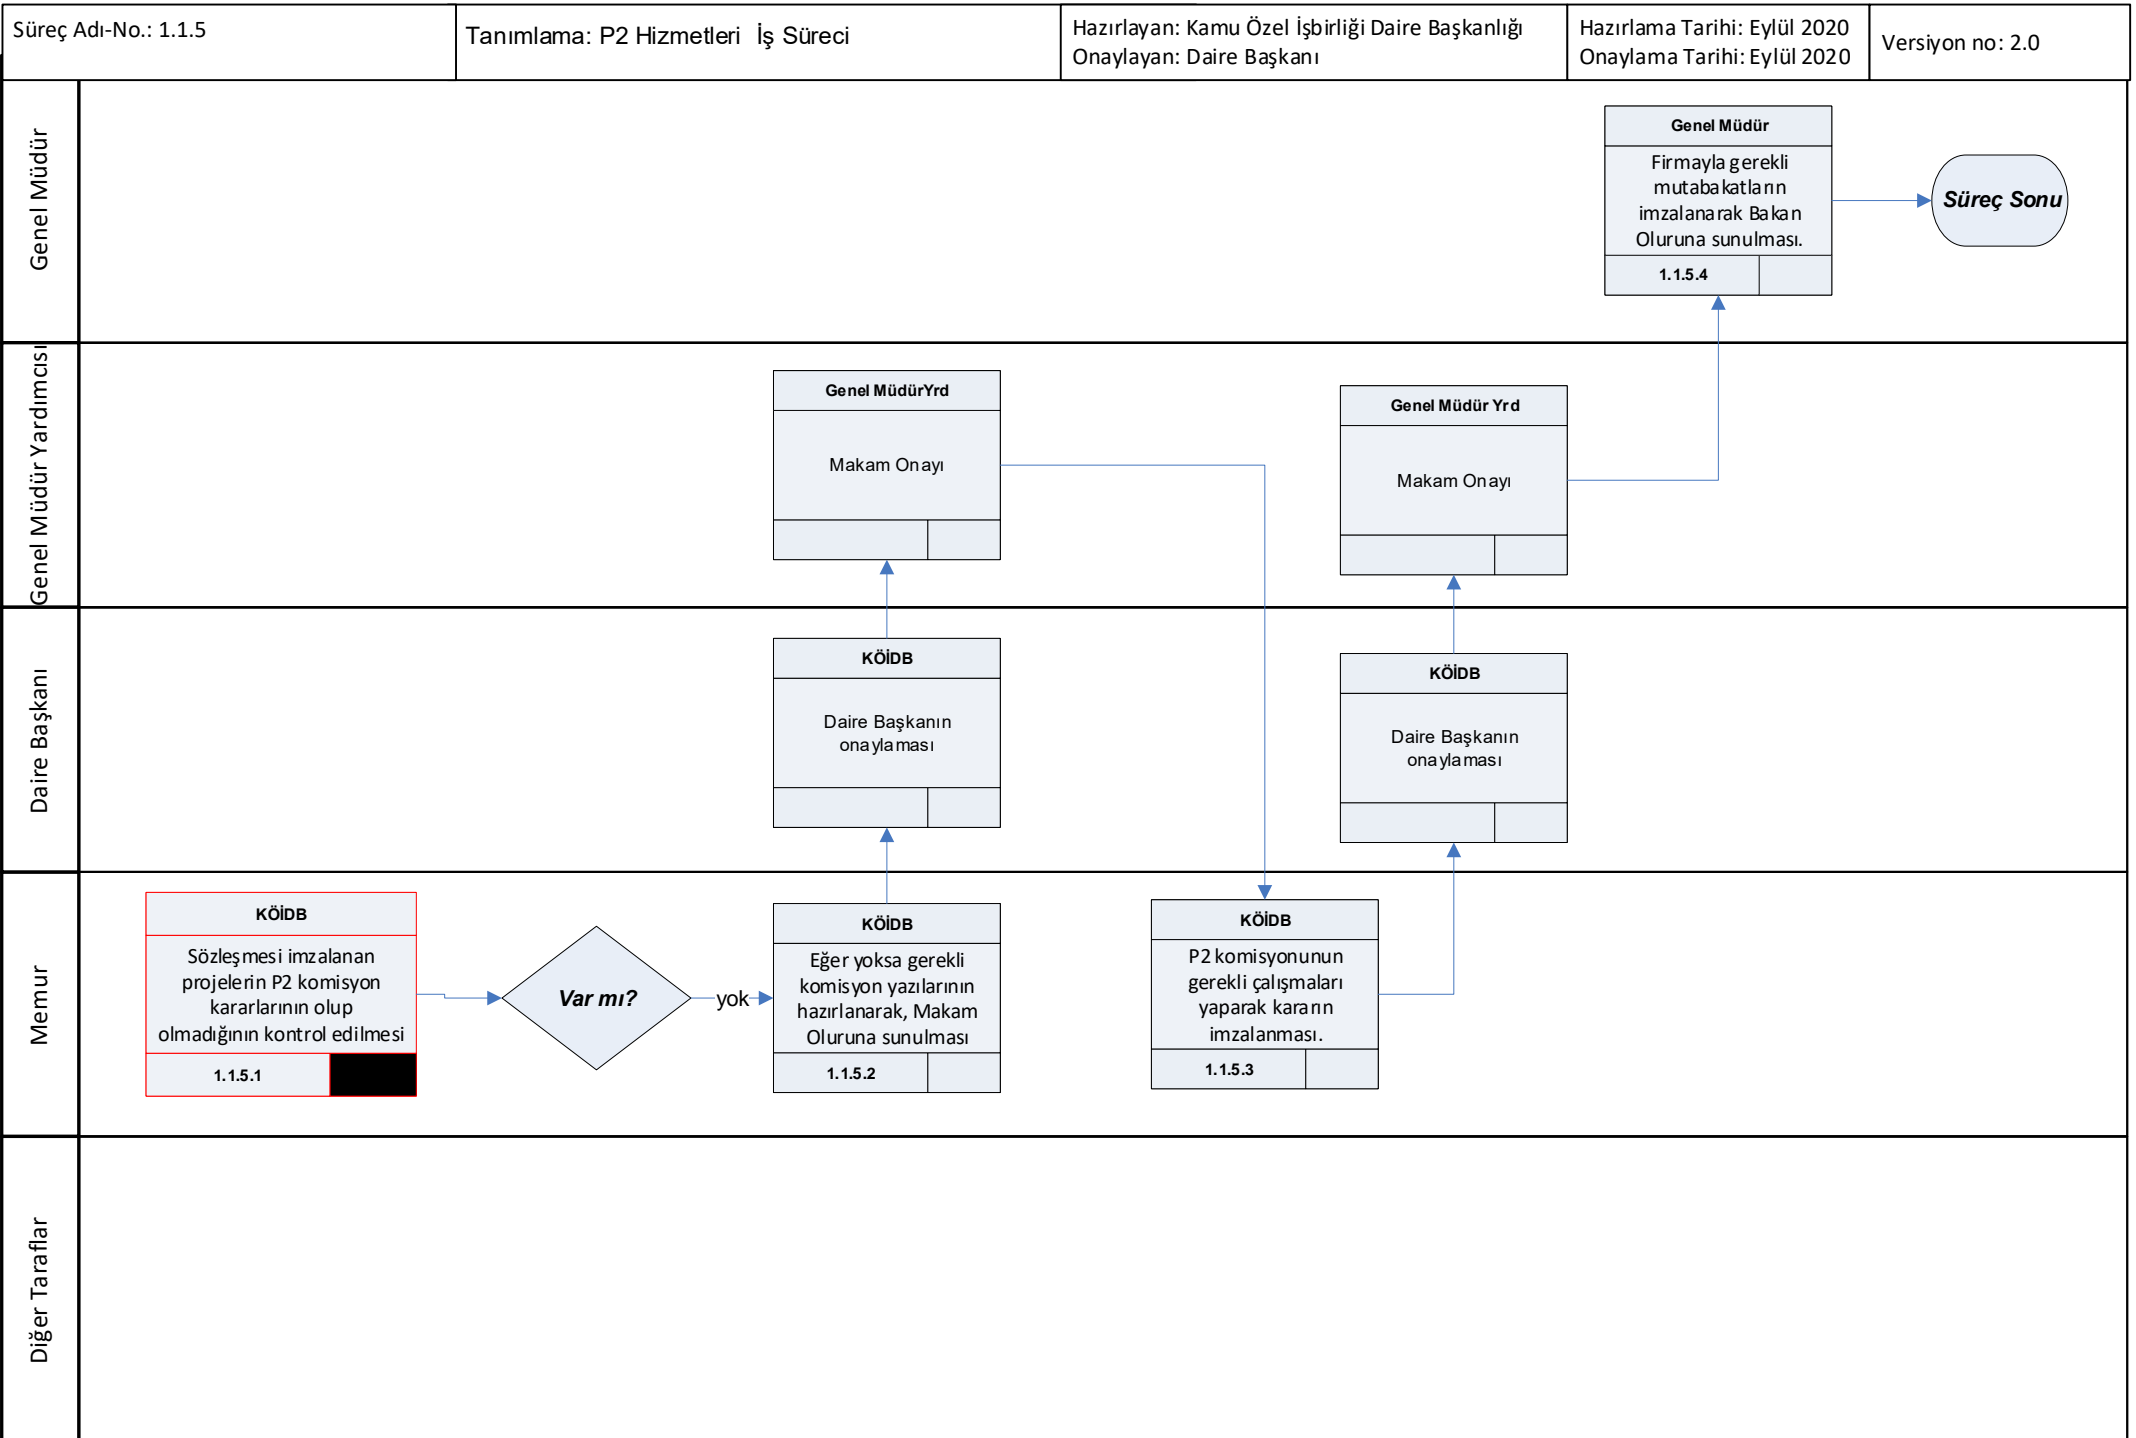 Süreç Adı-No.: 1.1.5
Tanımlama: P2 Hizmetleri İş Süreci
Hazırlayan: Kamu Özel İşbirliği Daire Başkanlığı
Onaylayan: Daire Başkanı
Hazırlama Tarihi: Eylül 2020
Onaylama Tarihi: Eylül 2020
Versiyon no: 2.0
Genel Müdür
Genel Müdür
Firmayla gerekli
mutabakatların
imzalanarak Bakan
Oluruna sunulması.
1.1.5.4
Süreç Sonu
Genel Müdür Yardımcısı
Genel MüdürYrd
Makam Onayı
Genel Müdür Yrd
Makam Onayı
Daire Başkanı
KÖİDB
Daire Başkanın
onaylaması
KÖİDB
Daire Başkanın
onaylaması
Memur
KÖİDB
Sözleşmesi imzalanan
projelerin P2 komisyon
kararlarının olup
olmadığının kontrol edilmesi
1.1.5.1
Var mı?
yok
KÖİDB
Eğer yoksa gerekli
komisyon yazılarının
hazırlanarak, Makam
Oluruna sunulması
1.1.5.2
KÖİDB
P2 komisyonunun
gerekli çalışmaları
yaparak kararın
imzalanması.
1.1.5.3
Diğer Taraflar